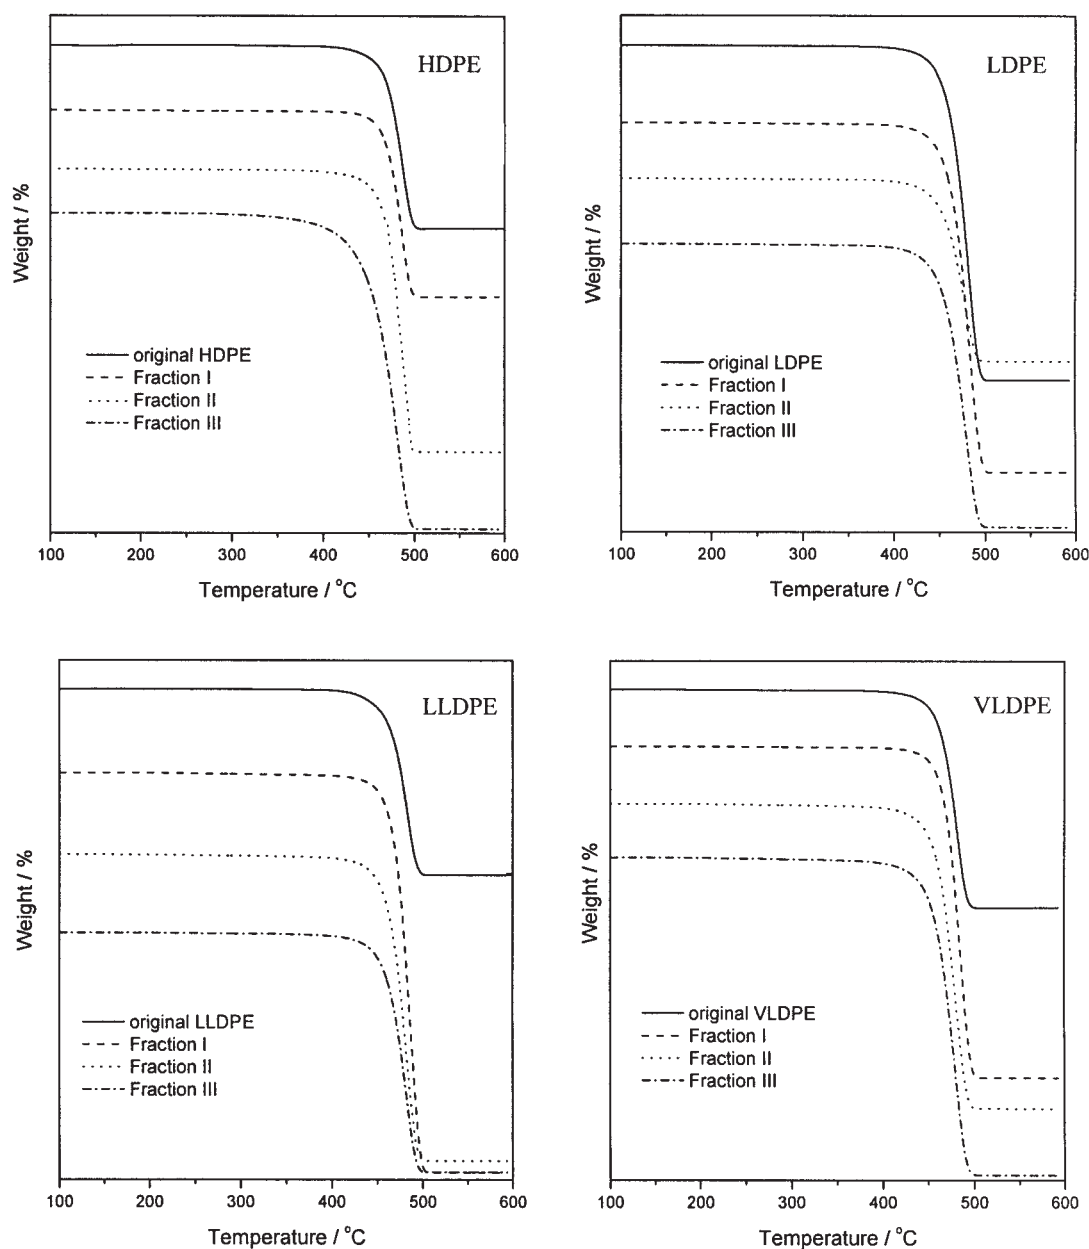 HDPE
Weight / %
original HDPE
Fraction I
Fraction II
Fraction III
100 200 300 400 500 600
Temperature / °C
LDPE
Weight / %
original LDPE
Fraction I
Fraction II
Fraction III
100 200 300 400 500 600
Temperature / °C
LLDPE
Weight / %
original LLDPE
Fraction I
Fraction II
Fraction III
100 200 300 400 500 600
Temperature / °C
VLDPE
Weight / %
original VLDPE
Fraction I
Fraction II
Fraction III
100 200 300 400 500 600
Temperature / °C